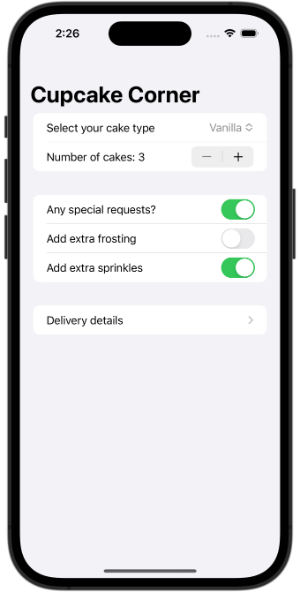 2:26
Cupcake Corner
Select your cake type Vanilla
Number of cakes: 3 − +
Any special requests?
Add extra frosting
Add extra sprinkles
Delivery details